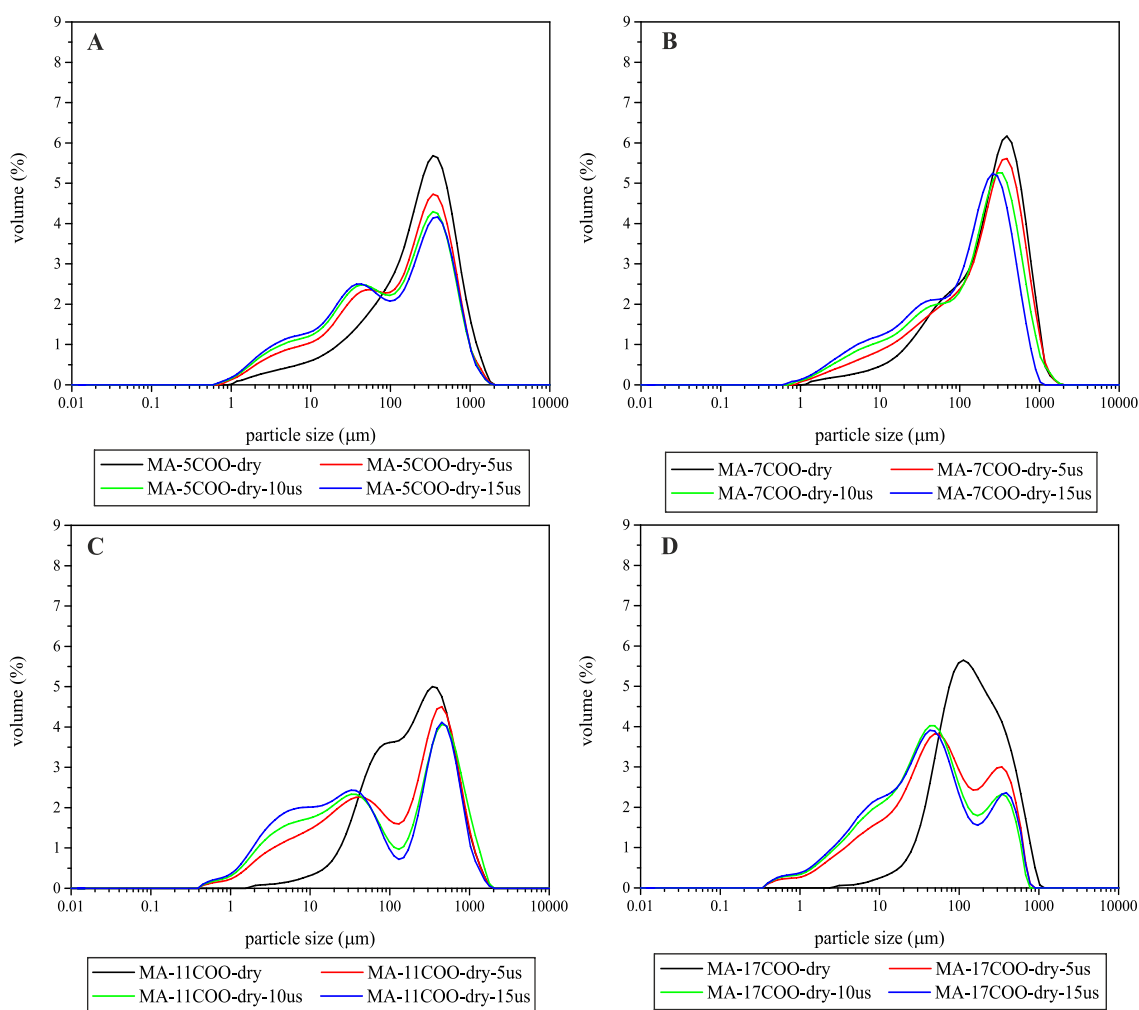 A
9
8
7
6
5
4
3
2
1
0
volume (%)
0.01 0.1 1 10 100 1000 10000
particle size (μm)
MA-5COO-dry MA-5COO-dry-5us
MA-5COO-dry-10us MA-5COO-dry-15us
B
9
8
7
6
5
4
3
2
1
0
volume (%)
0.01 0.1 1 10 100 1000 10000
particle size (μm)
MA-7COO-dry MA-7COO-dry-5us
MA-7COO-dry-10us MA-7COO-dry-15us
C
9
8
7
6
5
4
3
2
1
0
volume (%)
0.01 0.1 1 10 100 1000 10000
particle size (μm)
MA-11COO-dry MA-11COO-dry-5us
MA-11COO-dry-10us MA-11COO-dry-15us
D
9
8
7
6
5
4
3
2
1
0
volume (%)
0.01 0.1 1 10 100 1000 10000
particle size (μm)
MA-17COO-dry MA-17COO-dry-5us
MA-17COO-dry-10us MA-17COO-dry-15us